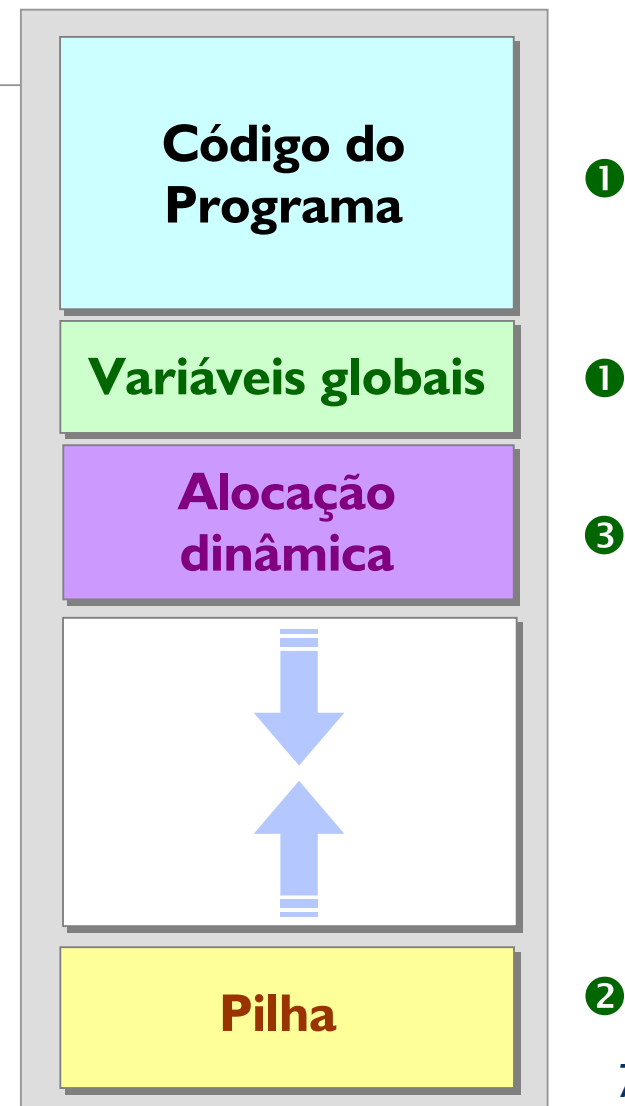 Código do
Programa
❶
Variáveis globais
❶
Alocação
dinâmica
❸
Pilha
❷